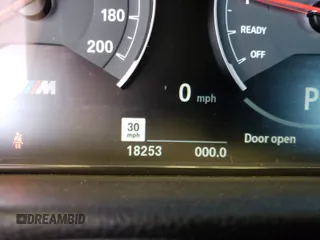 180
200
READY
OFF
M
0 mph
P
30
mph
Door open
18253 000.0
DREAMBID